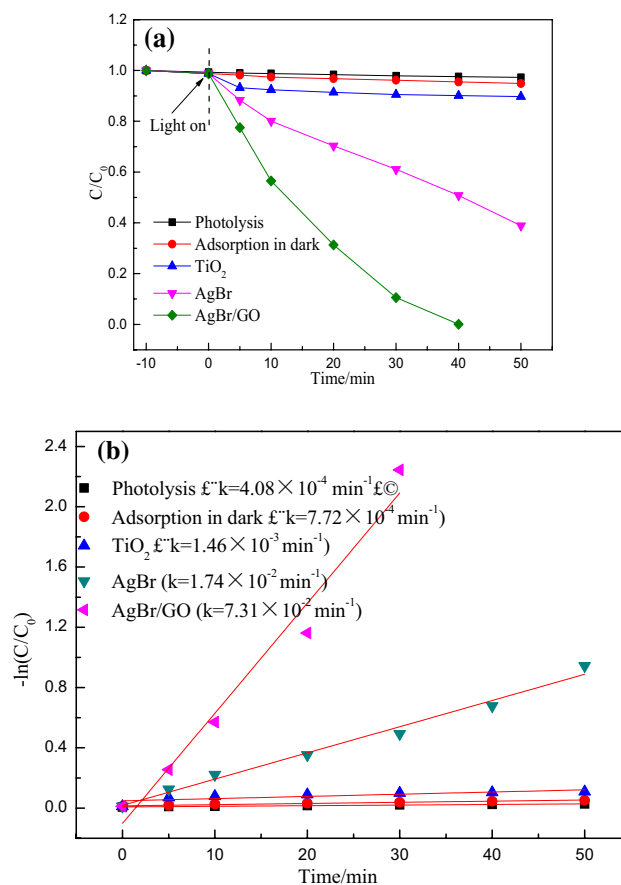 (a)
1.2
1.0
0.8
0.6
0.4
0.2
0.0
C/C₀
Light on
Photolysis
Adsorption in dark
TiO₂
AgBr
AgBr/GO
-10 0 10 20 30 40 50
Time/min
(b)
2.4
2.0
1.6
1.2
0.8
0.4
0.0
-ln(C/C₀)
Photolysis £¨k=4.08×10⁻⁴ min⁻¹£©
Adsorption in dark £¨k=7.72×10⁻⁴ min⁻¹)
TiO₂ £¨k=1.46×10⁻³ min⁻¹)
AgBr (k=1.74×10⁻² min⁻¹)
AgBr/GO (k=7.31×10⁻² min⁻¹)
0 10 20 30 40 50
Time/min